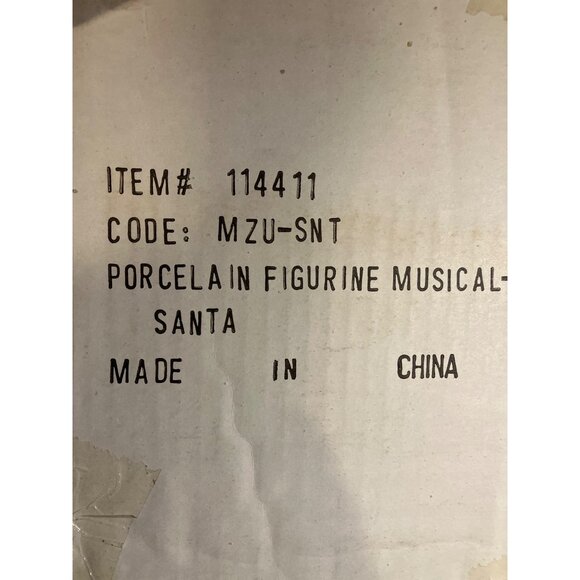 ITEM# 114411
CODE: MZU-SNT
PORCELAIN FIGURINE MUSICAL-
SANTA
MADE IN CHINA